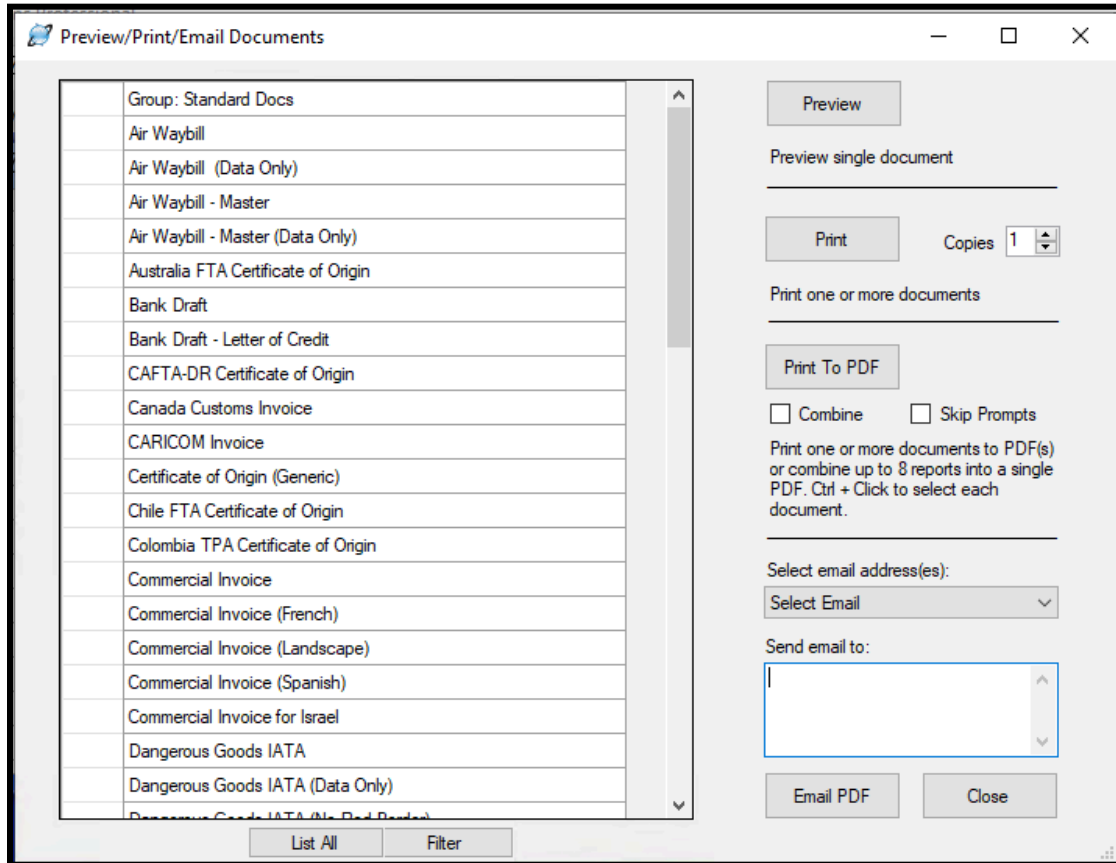 Preview/Print/Email Documents
Group: Standard Docs
Air Waybill
Air Waybill (Data Only)
Air Waybill - Master
Air Waybill - Master (Data Only)
Australia FTA Certificate of Origin
Bank Draft
Bank Draft - Letter of Credit
CAFTA-DR Certificate of Origin
Canada Customs Invoice
CARICOM Invoice
Certificate of Origin (Generic)
Chile FTA Certificate of Origin
Colombia TPA Certificate of Origin
Commercial Invoice
Commercial Invoice (French)
Commercial Invoice (Landscape)
Commercial Invoice (Spanish)
Commercial Invoice for Israel
Dangerous Goods IATA
Dangerous Goods IATA (Data Only)
Dangerous Goods IATA (No Red Border)
List All
Filter
Preview
Preview single document
Print
Copies 1
Print one or more documents
Print To PDF
Combine
Skip Prompts
Print one or more documents to PDF(s)
or combine up to 8 reports into a single
PDF. Ctrl + Click to select each
document.
Select email address(es):
Select Email
Send email to:
Email PDF
Close